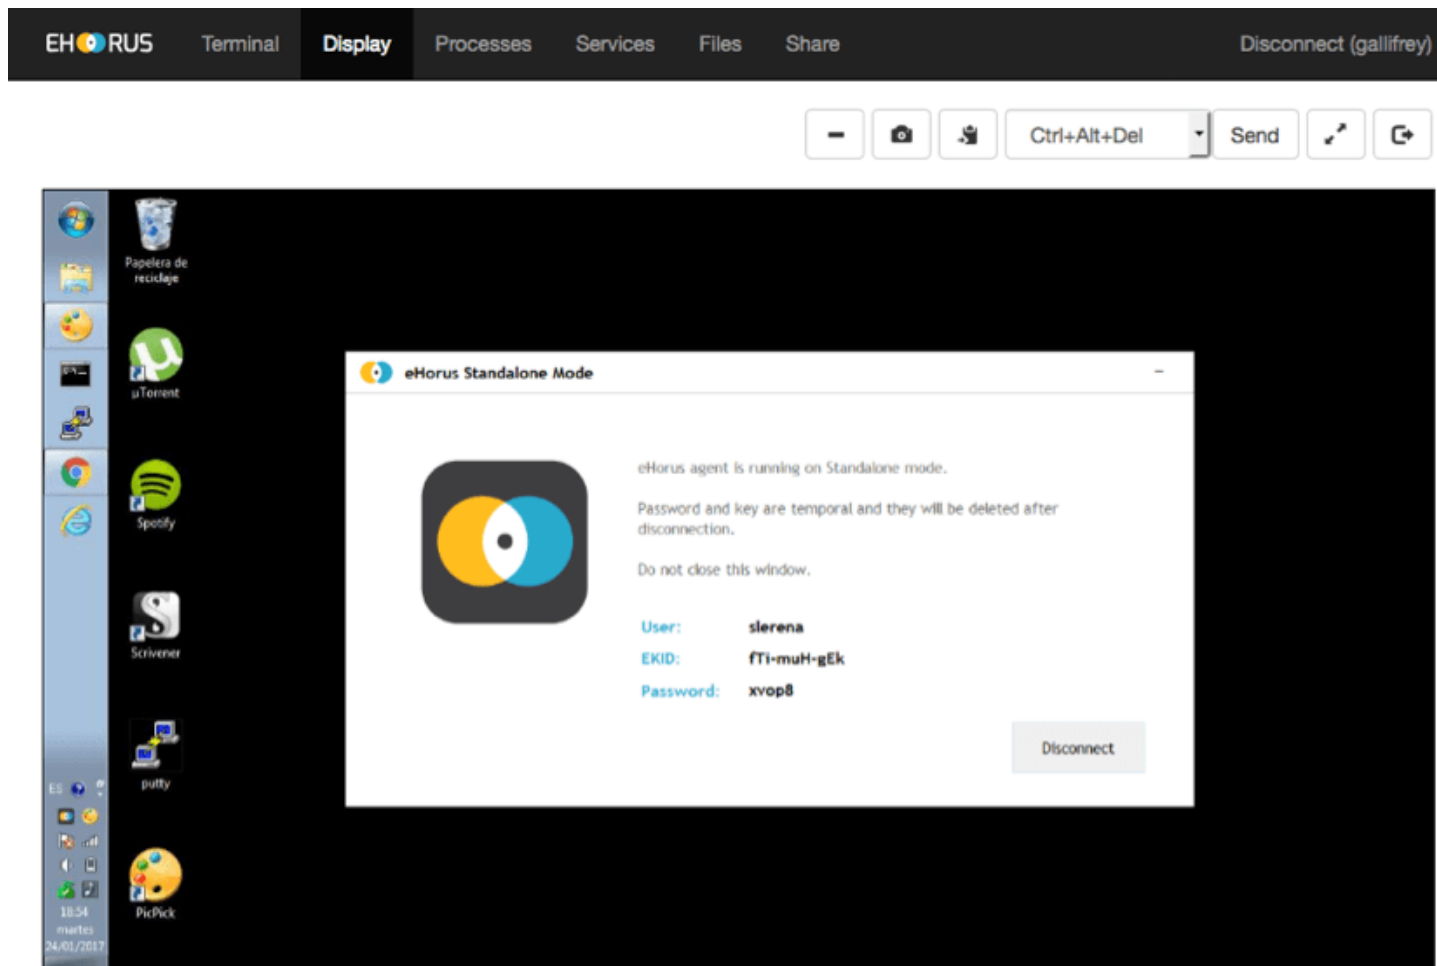 EHORUS Terminal Display Processes Services Files Share Disconnect (gallifrey)
Ctrl+Alt+Del Send
Papelera de
reciclaje
µTorrent
Spotify
Scrivener
putty
PicPick
ES
18:54
martes
24/01/2017
eHorus Standalone Mode
eHorus agent is running on Standalone mode.
Password and key are temporal and they will be deleted after
disconnection.
Do not close this window.
User: slerena
EKID: fTi-muH-gEk
Password: xvop8
Disconnect